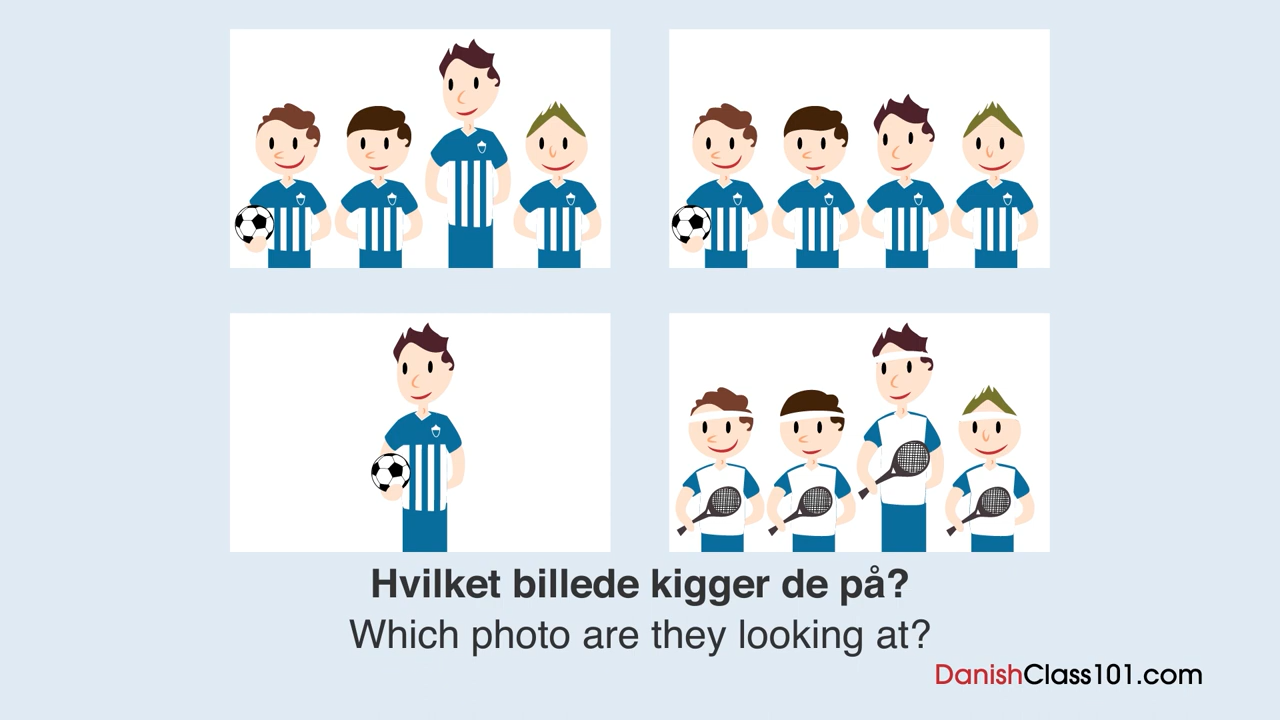 Hvilket billede kigger de på?
Which photo are they looking at?
DanishClass101.com